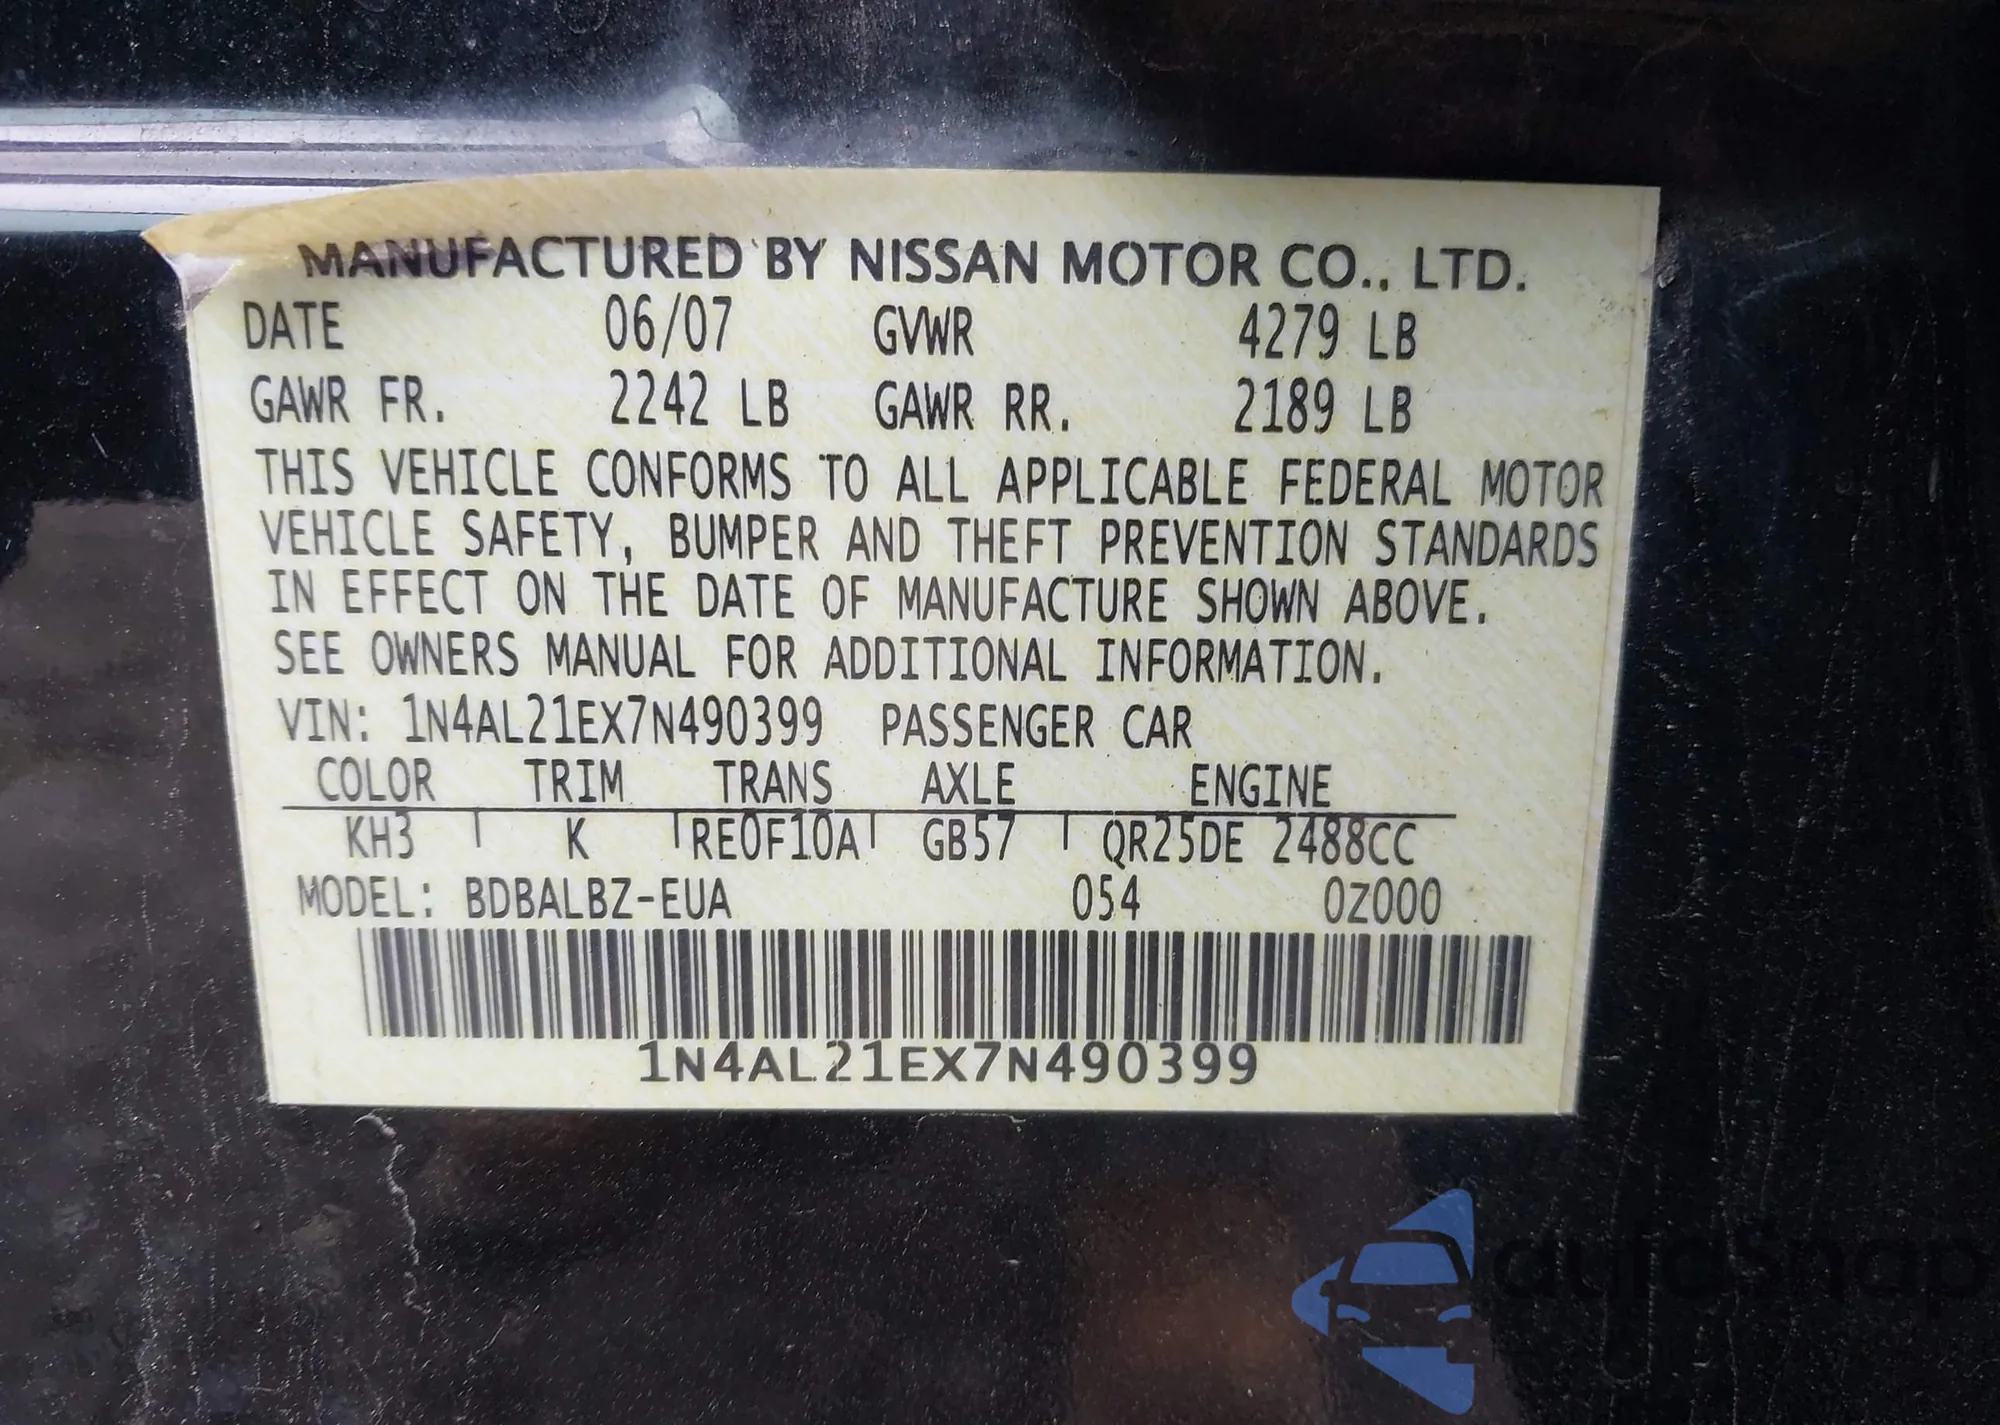 MANUFACTURED BY NISSAN MOTOR CO., LTD.
DATE 06/07 GVWR 4279 LB
GAWR FR. 2242 LB GAWR RR. 2189 LB
THIS VEHICLE CONFORMS TO ALL APPLICABLE FEDERAL MOTOR
VEHICLE SAFETY, BUMPER AND THEFT PREVENTION STANDARDS
IN EFFECT ON THE DATE OF MANUFACTURE SHOWN ABOVE.
SEE OWNERS MANUAL FOR ADDITIONAL INFORMATION.
VIN: 1N4AL21EX7N490399 PASSENGER CAR
COLOR TRIM TRANS AXLE ENGINE
KH3 K RE0F10A GB57 QR25DE 2488CC
MODEL: BDBALBZ-EUA 054 0Z000
1N4AL21EX7N490399